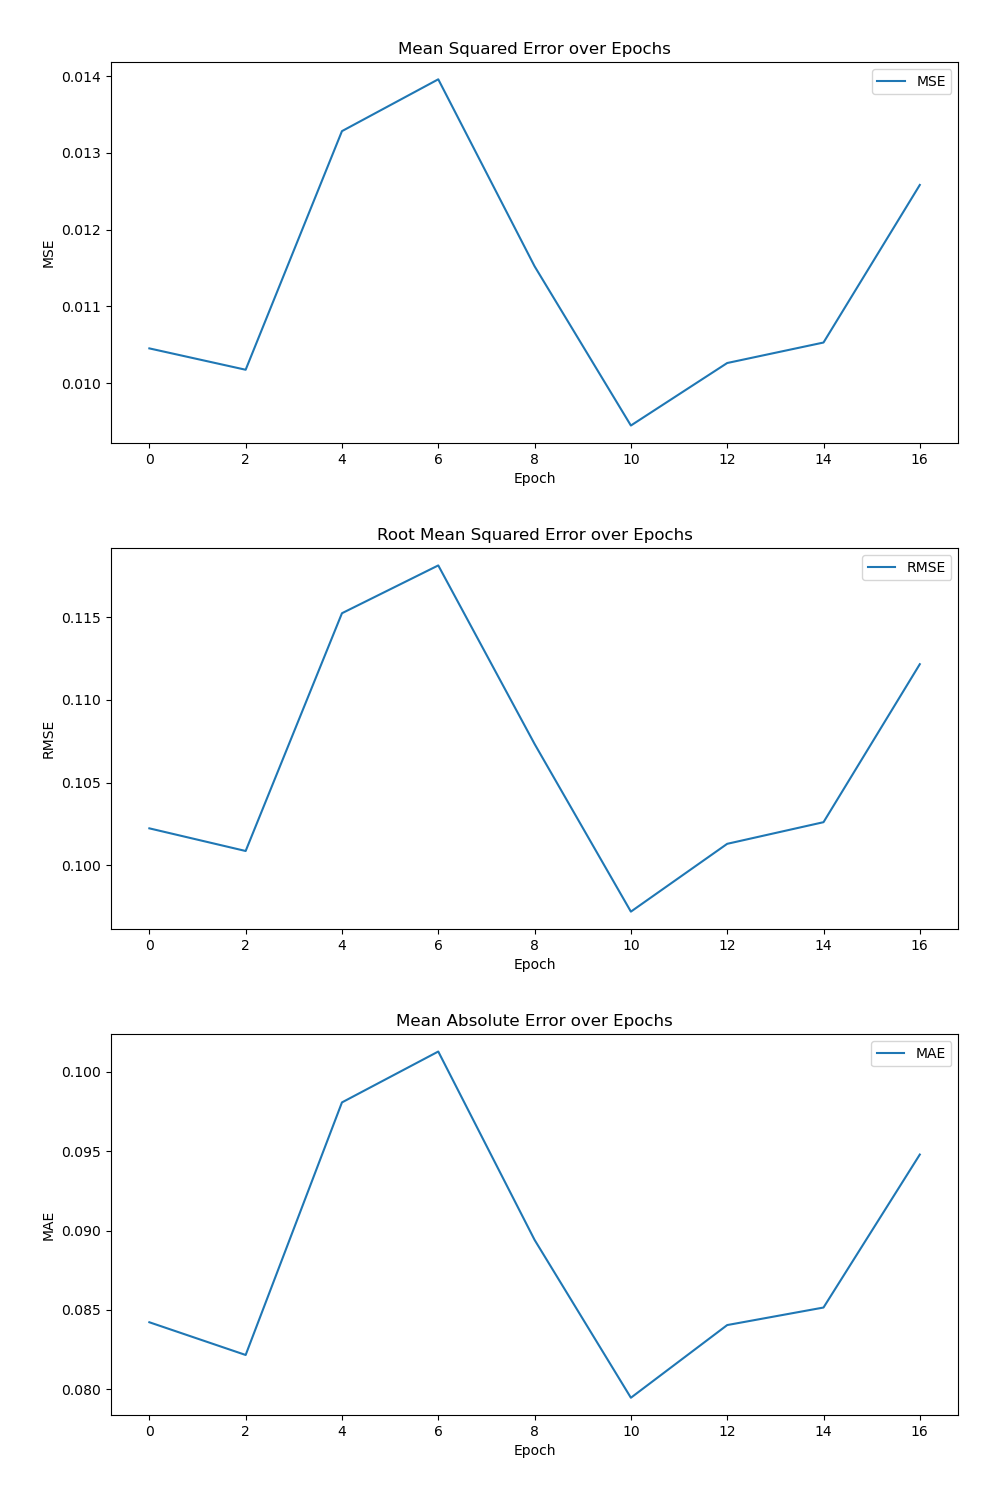 Mean Squared Error over Epochs
MSE
0.014
0.013
0.012
0.011
0.010
MSE
0 2 4 6 8 10 12 14 16
Epoch
Root Mean Squared Error over Epochs
RMSE
0.115
0.110
0.105
0.100
RMSE
0 2 4 6 8 10 12 14 16
Epoch
Mean Absolute Error over Epochs
MAE
0.100
0.095
0.090
0.085
0.080
MAE
0 2 4 6 8 10 12 14 16
Epoch